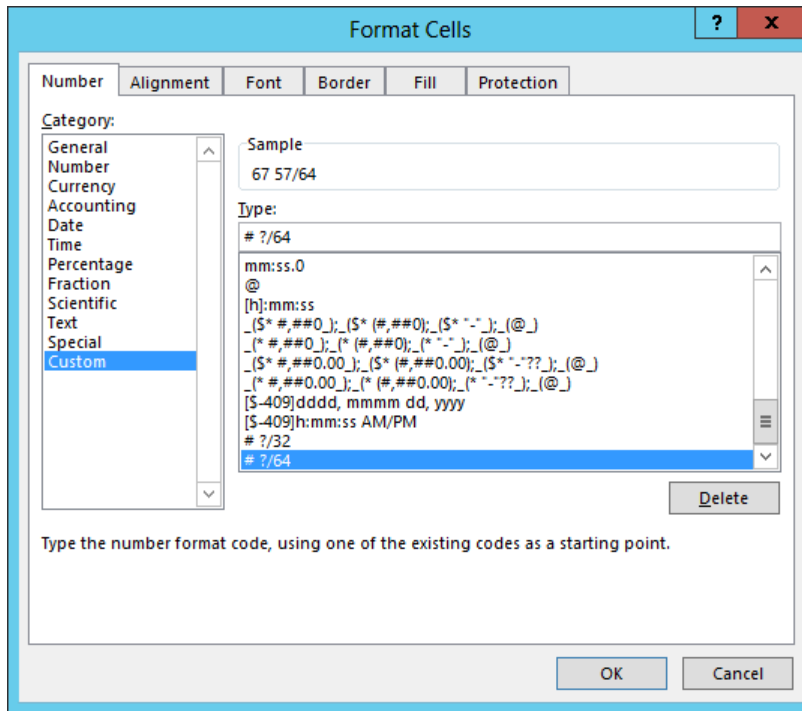 Format Cells
? x
Number Alignment Font Border Fill Protection
Category:
General
Number
Currency
Accounting
Date
Time
Percentage
Fraction
Scientific
Text
Special
Custom
Sample
67 57/64
Type:
# ?/64
mm:ss.0
@
[h]:mm:ss
_($* #,##0_);_($* (#,##0);_($* "-"_);_(@_)
_(* #,##0_);_(* (#,##0);_(* "-"_);_(@_)
_($* #,##0.00_);_($* (#,##0.00);_($* "-"??_);_(@_)
_(* #,##0.00_);_(* (#,##0.00);_(* "-"??_);_(@_)
[$-409]dddd, mmmm dd, yyyy
[$-409]h:mm:ss AM/PM
# ?/32
# ?/64
Delete
Type the number format code, using one of the existing codes as a starting point.
OK Cancel